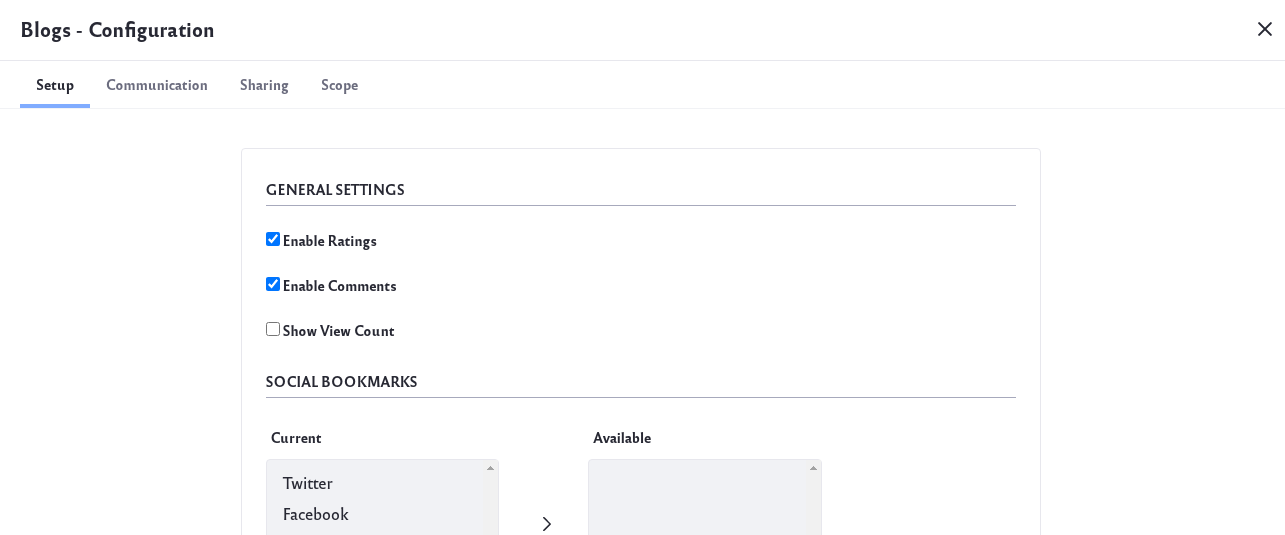 Blogs - Configuration
Setup Communication Sharing Scope
GENERAL SETTINGS
Enable Ratings
Enable Comments
Show View Count
SOCIAL BOOKMARKS
Current Available
Twitter
Facebook